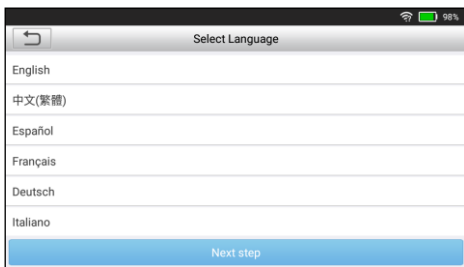 98%
Select Language
English
中文(繁體)
Español
Français
Deutsch
Italiano
Next step